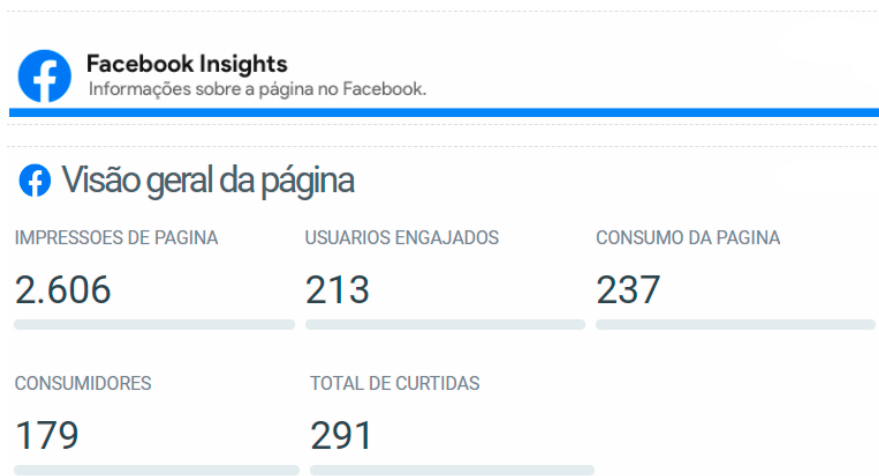 Facebook Insights
Informações sobre a página no Facebook.
Visão geral da página
IMPRESSOES DE PAGINA USUARIOS ENGAJADOS CONSUMO DA PAGINA
2.606 213 237
CONSUMIDORES TOTAL DE CURTIDAS
179 291